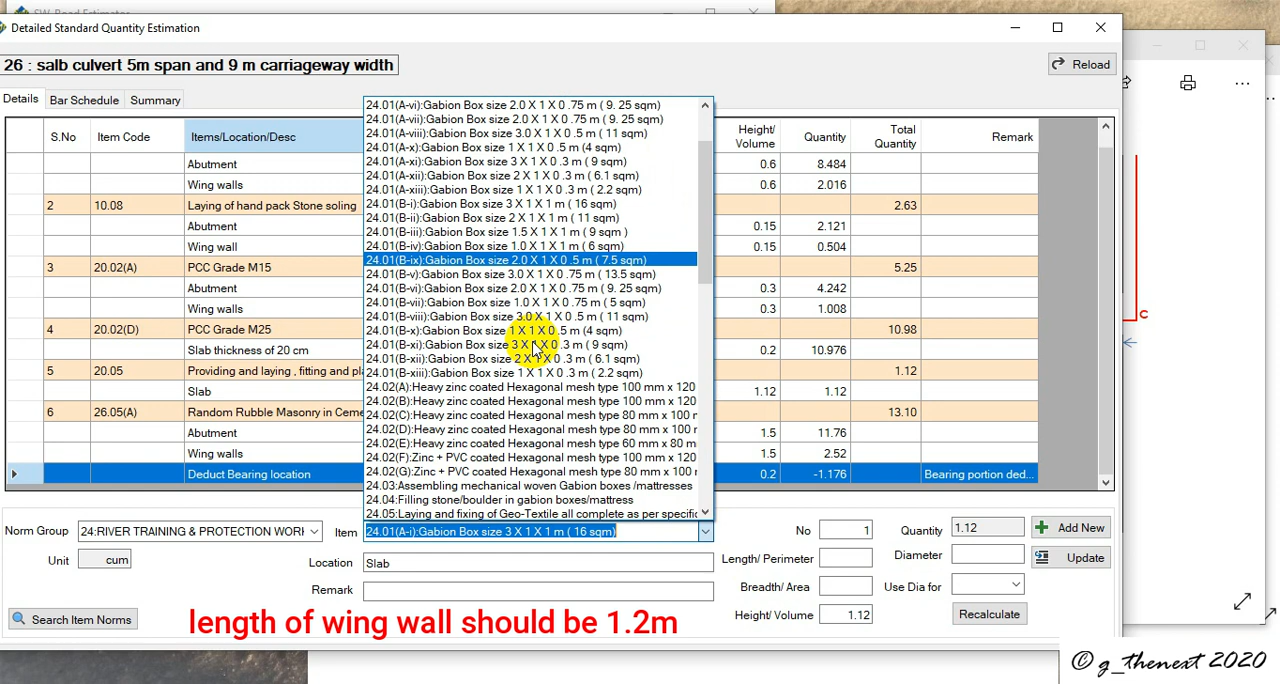 SW Road Estimator
Detailed Standard Quantity Estimation
26 : salb culvert 5m span and 9 m carriageway width
Reload
Details Bar Schedule Summary
S.No Item Code Items/Location/Desc Height/ Volume Quantity Total Quantity Remark
Abutment 0.6 8.484
Wing walls 0.6 2.016
2 10.08 Laying of hand pack Stone soling 2.63
Abutment 0.15 2.121
Wing wall 0.15 0.504
3 20.02(A) PCC Grade M15 5.25
Abutment 0.3 4.242
Wing walls 0.3 1.008
4 20.02(D) PCC Grade M25 10.98
Slab thickness of 20 cm 0.2 10.976
5 20.05 Providing and laying , fitting and pl 1.12
Slab 1.12 1.12
6 26.05(A) Random Rubble Masonry in Ceme 13.10
Abutment 1.5 11.76
Wing walls 1.5 2.52
Deduct Bearing location 0.2 -1.176 Bearing portion ded...
24.01(A-vi):Gabion Box size 2.0 X 1 X 0 .75 m ( 9. 25 sqm)
24.01(A-vii):Gabion Box size 2.0 X 1 X 0 .75 m ( 9. 25 sqm)
24.01(A-viii):Gabion Box size 3.0 X 1 X 0 .5 m ( 11 sqm)
24.01(A-x):Gabion Box size 1 X 1 X 0 .5 m (4 sqm)
24.01(A-xi):Gabion Box size 3 X 1 X 0 .3 m ( 9 sqm)
24.01(A-xii):Gabion Box size 2 X 1 X 0 .3 m ( 6.1 sqm)
24.01(A-xiii):Gabion Box size 1 X 1 X 0 .3 m ( 2.2 sqm)
24.01(B-i):Gabion Box size 3 X 1 X 1 m ( 16 sqm)
24.01(B-ii):Gabion Box size 2 X 1 X 1 m ( 11 sqm)
24.01(B-iii):Gabion Box size 1.5 X 1 X 1 m ( 9 sqm )
24.01(B-iv):Gabion Box size 1.0 X 1 X 1 m ( 6 sqm)
24.01(B-ix):Gabion Box size 2.0 X 1 X 0 .5 m ( 7.5 sqm)
24.01(B-v):Gabion Box size 3.0 X 1 X 0 .75 m ( 13.5 sqm)
24.01(B-vi):Gabion Box size 2.0 X 1 X 0 .75 m ( 9. 25 sqm)
24.01(B-vii):Gabion Box size 1.0 X 1 X 0 .75 m ( 5 sqm)
24.01(B-viii):Gabion Box size 3.0 X 1 X 0 .5 m ( 11 sqm)
24.01(B-x):Gabion Box size 1 X 1 X 0 .5 m (4 sqm)
24.01(B-xi):Gabion Box size 3 X 1 X 0 .3 m ( 9 sqm)
24.01(B-xii):Gabion Box size 2 X 1 X 0 .3 m ( 6.1 sqm)
24.01(B-xiii):Gabion Box size 1 X 1 X 0 .3 m ( 2.2 sqm)
24.02(A):Heavy zinc coated Hexagonal mesh type 100 mm x 120
24.02(B):Heavy zinc coated Hexagonal mesh type 100 mm x 120
24.02(C):Heavy zinc coated Hexagonal mesh type 80 mm x 100 m
24.02(D):Heavy zinc coated Hexagonal mesh type 80 mm x 100 m
24.02(E):Heavy zinc coated Hexagonal mesh type 60 mm x 80 m
24.02(F):Zinc + PVC coated Hexagonal mesh type 100 mm x 120
24.02(G):Zinc + PVC coated Hexagonal mesh type 80 mm x 100 m
24.03:Assembling mechanical woven Gabion boxes /mattresses
24.04:Filling stone/boulder in gabion boxes/mattress
24.05:Laying and fixing of Geo-Textile all complete as per specific
Norm Group 24:RIVER TRAINING & PROTECTION WORK Item 24.01(A-i):Gabion Box size 3 X 1 X 1 m ( 16 sqm) No 1 Quantity 1.12 Add New
Unit cum Location Slab Length/ Perimeter Diameter Update
Remark Breadth/ Area Use Dia for
Search Item Norms Height/ Volume 1.12 Recalculate
length of wing wall should be 1.2m
C
© g_thenext 2020